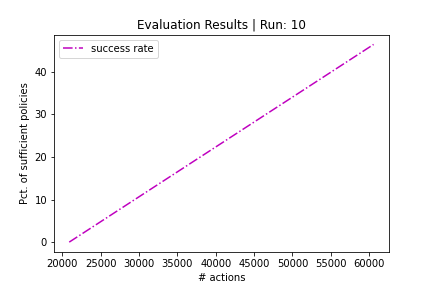 Evaluation Results | Run: 10
success rate
Pct. of sufficient policies
40
30
20
10
0
20000 25000 30000 35000 40000 45000 50000 55000 60000
# actions